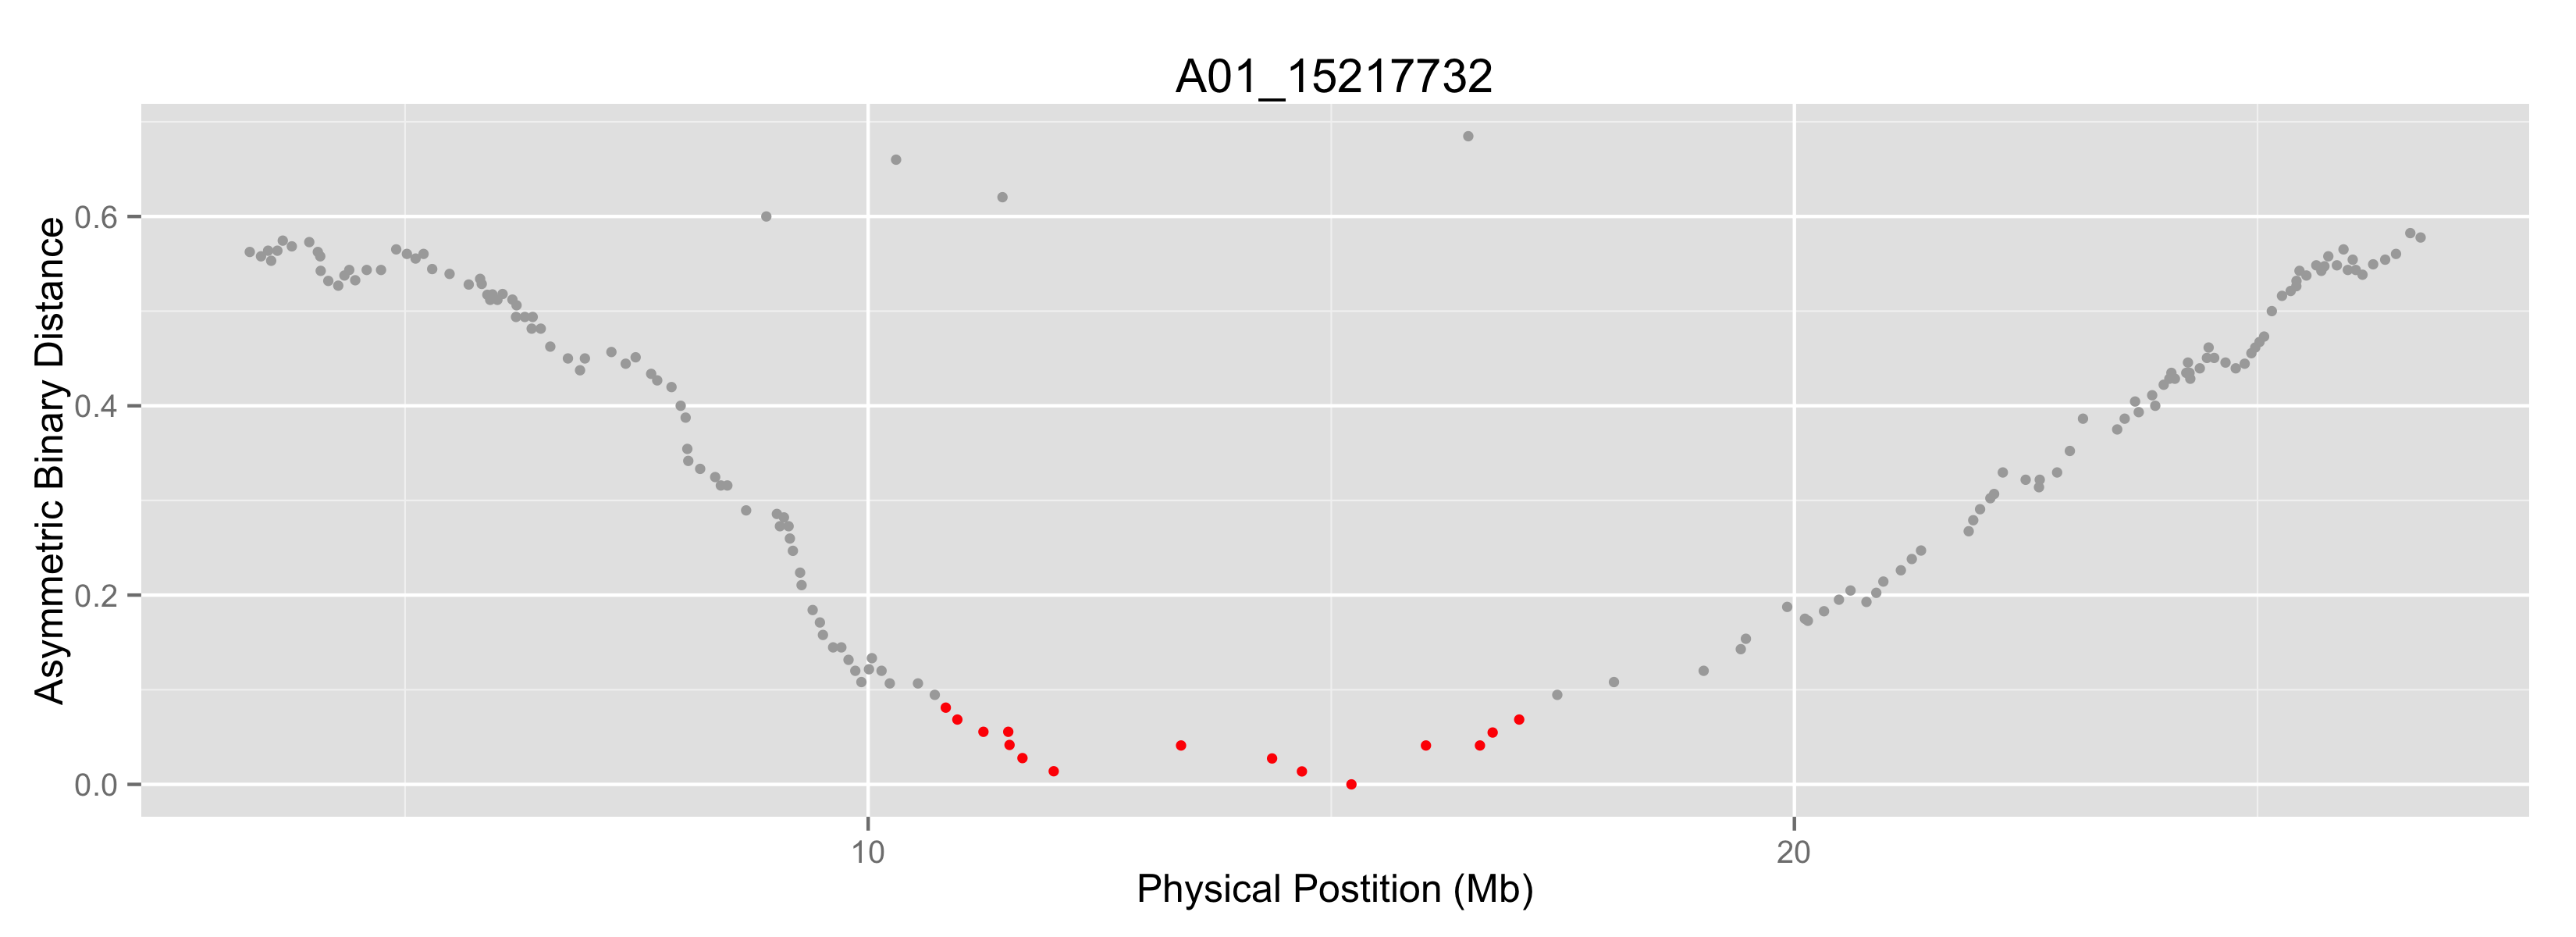 A01_15217732
Asymmetric Binary Distance
0.6
0.4
0.2
0.0
10
20
Physical Postition (Mb)